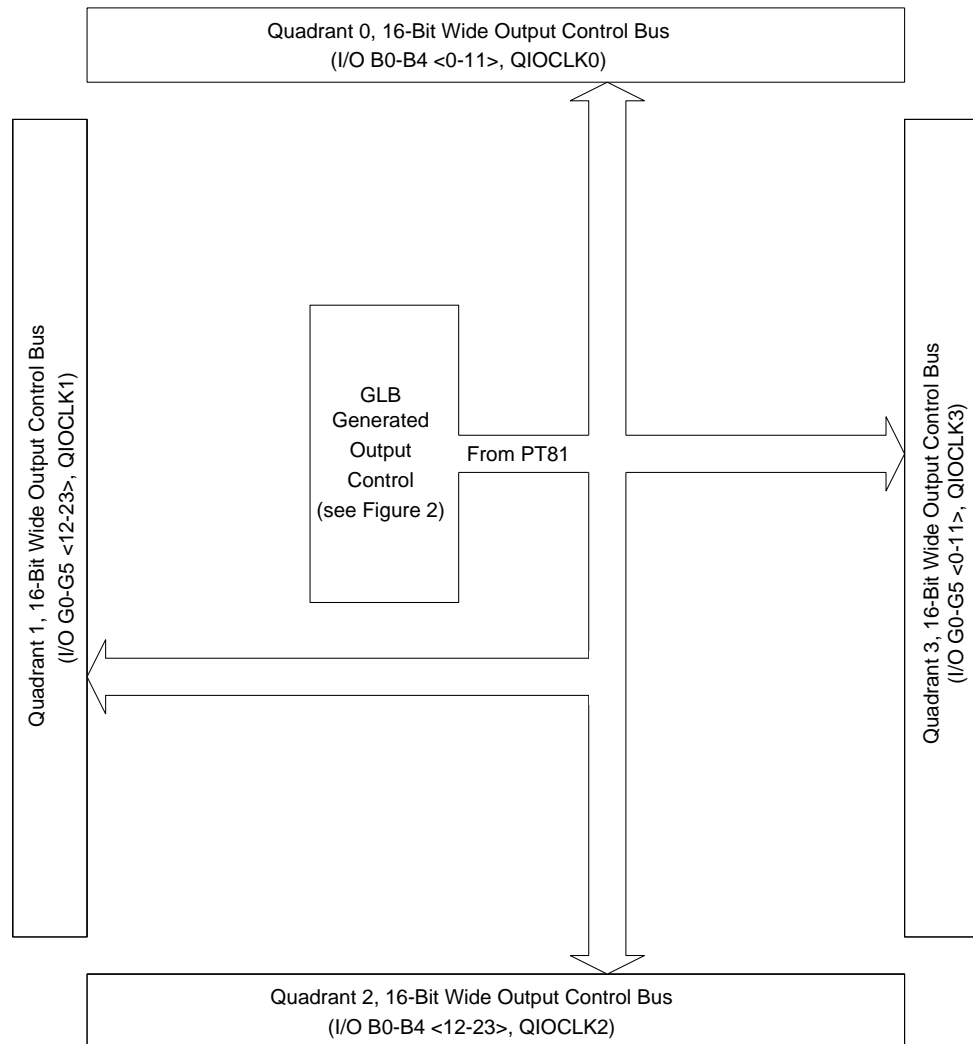 Quadrant 0, 16-Bit Wide Output Control Bus
(I/O B0-B4 <0-11>, QIOCLK0)
Quadrant 1, 16-Bit Wide Output Control Bus
(I/O G0-G5 <12-23>, QIOCLK1)
GLB
Generated
Output
Control
(see Figure 2)
From PT81
Quadrant 3, 16-Bit Wide Output Control Bus
(I/O G0-G5 <0-11>, QIOCLK3)
Quadrant 2, 16-Bit Wide Output Control Bus
(I/O B0-B4 <12-23>, QIOCLK2)